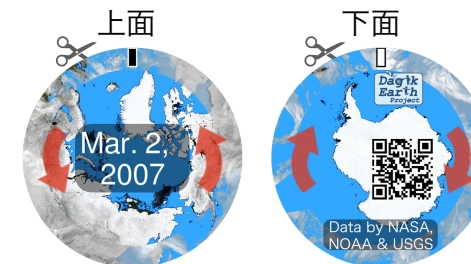 上面
下面
Dagik
Earth
Project
Mar. 2,
2007
Data by NASA,
NOAA & USGS